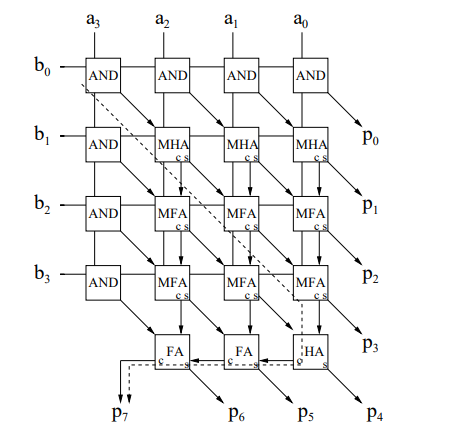 a₃ a₂ a₁ a₀
b₀ AND AND AND AND
p₀
b₁ AND MHA MHA MHA
c s c s c s
p₁
b₂ AND MFA MFA MFA
c s c s c s
p₂
b₃ AND MFA MFA MFA
c s c s c s
p₃
FA FA HA
c s c s c s
p₇ p₆ p₅ p₄